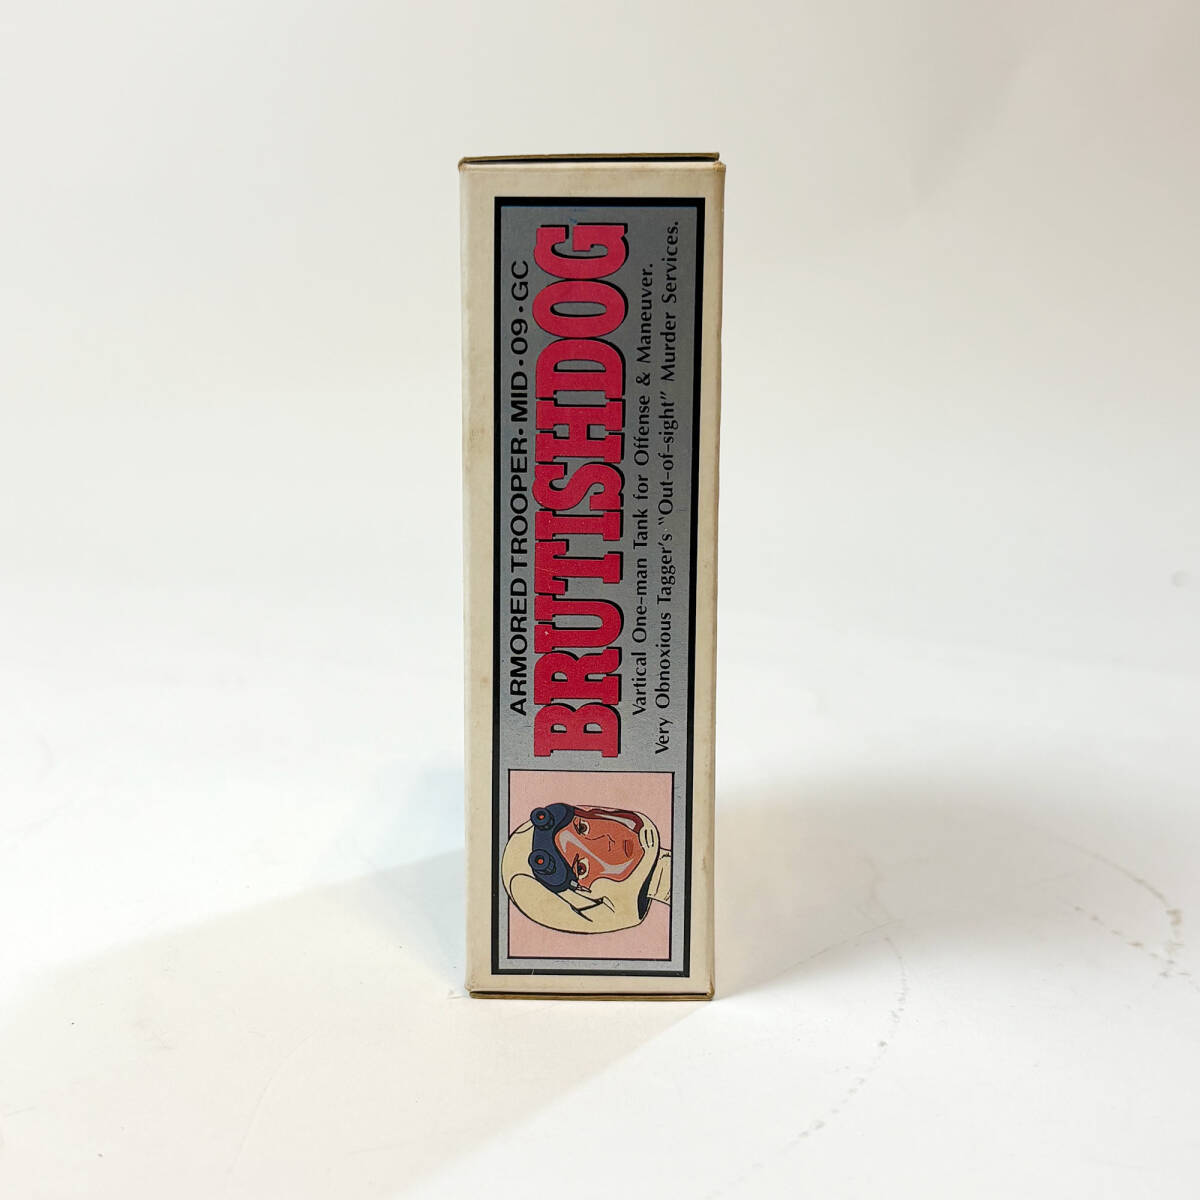 ARMORED TROOPER・MID・09・GC
BRUTISHDOG
Vartical One-man Tank for Offense & Maneuver.
Very Obnoxious Tagger's "Out-of-sight" Murder Services.